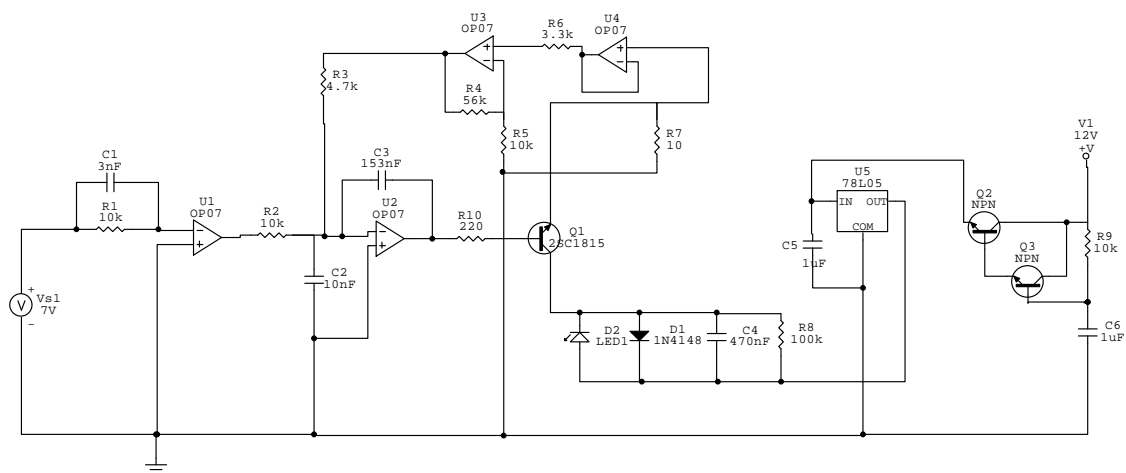 U3
OP07
R6
3.3k
U4
OP07
R3
4.7k
R4
56k
R5
10k
R7
10
V1
12V
+V
C1
3nF
R1
10k
U1
OP07
R2
10k
C3
153nF
U2
OP07
R10
220
Q1
2SC1815
U5
78L05
IN OUT
COM
C5
1uF
Q2
NPN
Q3
NPN
R9
10k
C2
10nF
+
V
-
Vs1
7V
D2
LED1
D1
1N4148
C4
470nF
R8
100k
C6
1uF